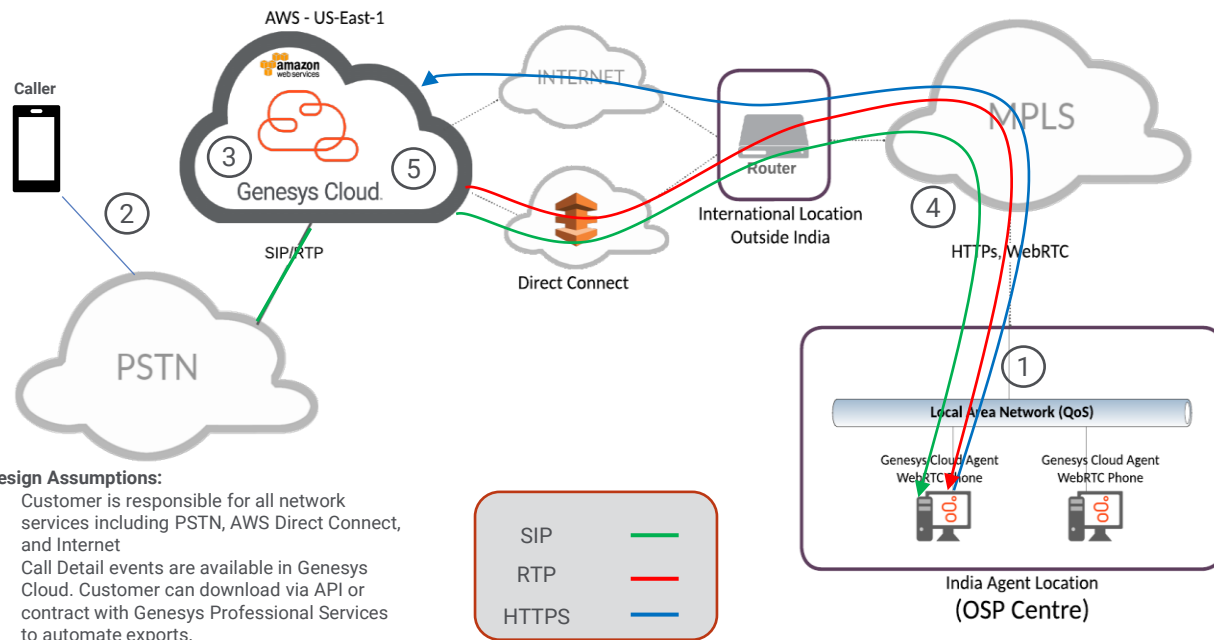 AWS - US-East-1
amazon
web services
INTERNET
Caller
MPLS
3
5
Router
Genesys Cloud
2
4
International Location
Outside India
SIP/RTP
HTTPs, WebRTC
Direct Connect
PSTN
1
Local Area Network (QoS)
Genesys Cloud Agent
WebRTC Phone
Genesys Cloud Agent
WebRTC Phone
esign Assumptions:
Customer is responsible for all network
services including PSTN, AWS Direct Connect,
and Internet
Call Detail events are available in Genesys
Cloud. Customer can download via API or
contract with Genesys Professional Services
to automate exports.
SIP
RTP
HTTPS
India Agent Location
(OSP Centre)